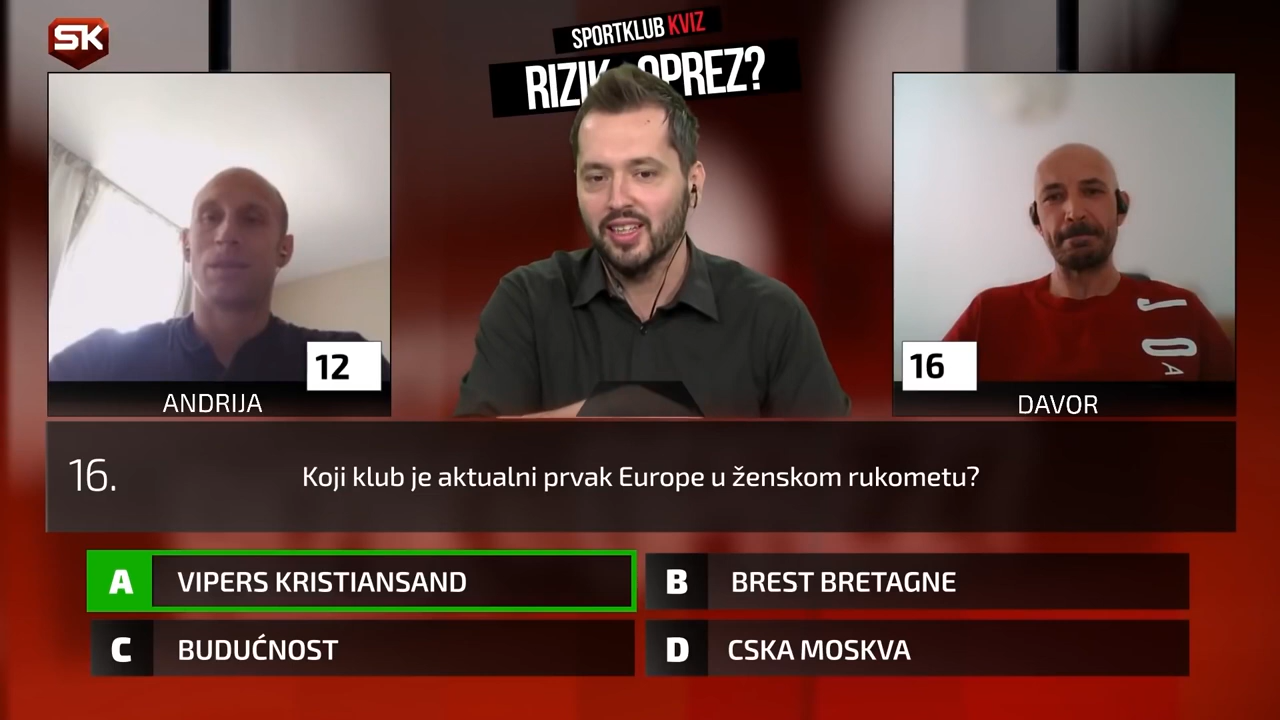 SK
SPORTKLUB KVIZ
OPREZ?
12
16
ANDRIJA
DAVOR
16.
Koji klub je aktualni prvak Europe u ženskom rukometu?
A VIPERS KRISTIANSAND
B BREST BRETAGNE
C BUDUĆNOST
D CSKA MOSKVA
J
O
A